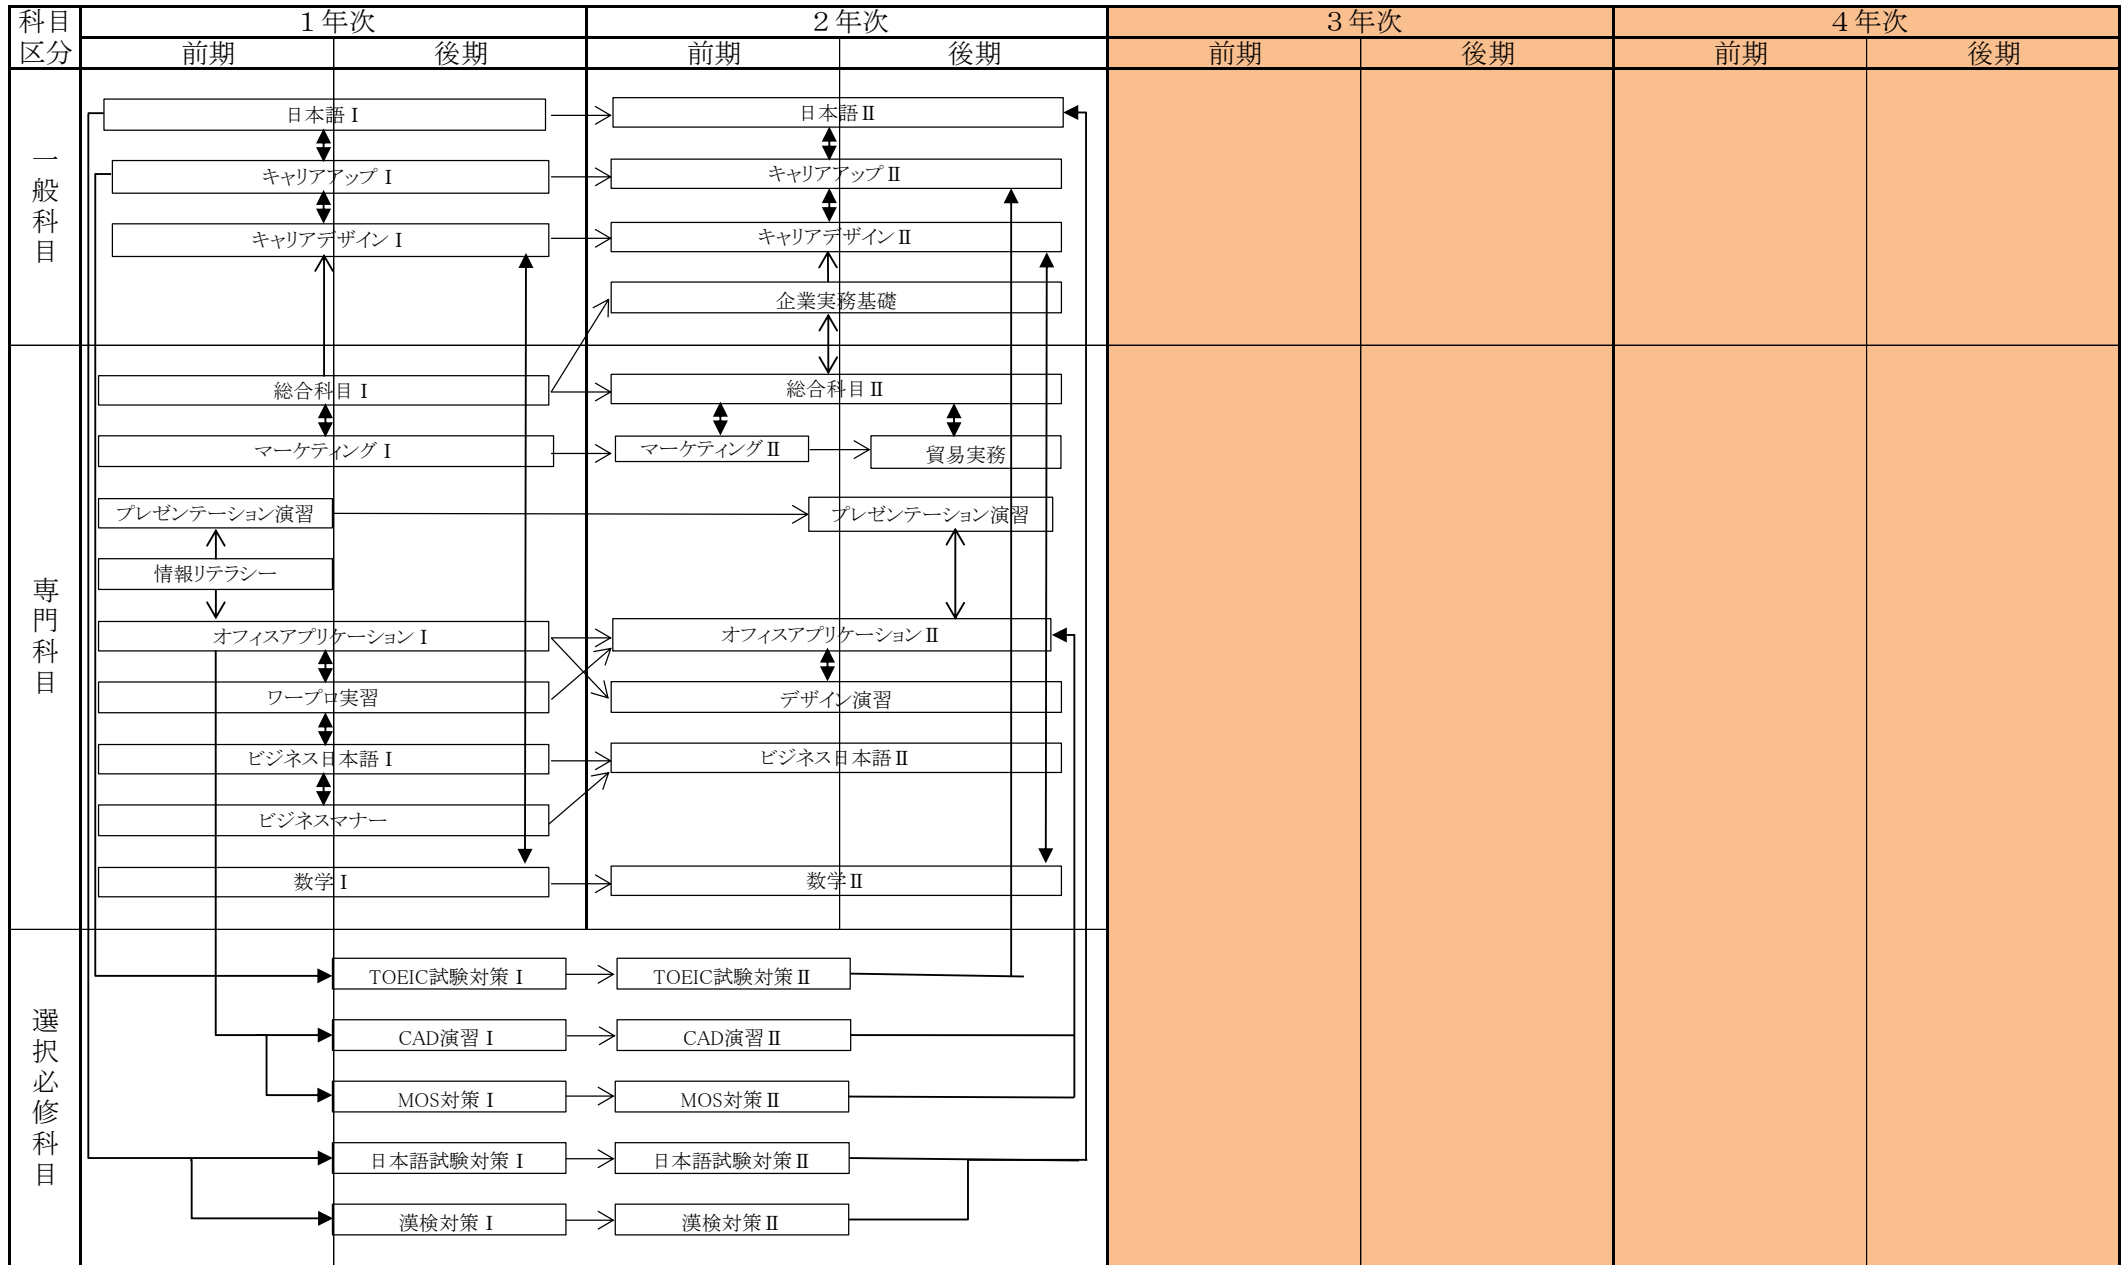 科目
区分
１年次
２年次
３年次
４年次
前期
後期
前期
後期
前期
後期
前期
後期
一般科目
日本語Ⅰ
日本語Ⅱ
キャリアアップⅠ
キャリアアップⅡ
キャリアデザインⅠ
キャリアデザインⅡ
企業実務基礎
専門科目
総合科目Ⅰ
総合科目Ⅱ
マーケティングⅠ
マーケティングⅡ
貿易実務
プレゼンテーション演習
プレゼンテーション演習
情報リテラシー
オフィスアプリケーションⅠ
オフィスアプリケーションⅡ
ワープロ実習
デザイン演習
ビジネス日本語Ⅰ
ビジネス日本語Ⅱ
ビジネスマナー
数学Ⅰ
数学Ⅱ
選択必修科目
TOEIC試験対策Ⅰ
TOEIC試験対策Ⅱ
CAD演習Ⅰ
CAD演習Ⅱ
MOS対策Ⅰ
MOS対策Ⅱ
日本語試験対策Ⅰ
日本語試験対策Ⅱ
漢検対策Ⅰ
漢検対策Ⅱ